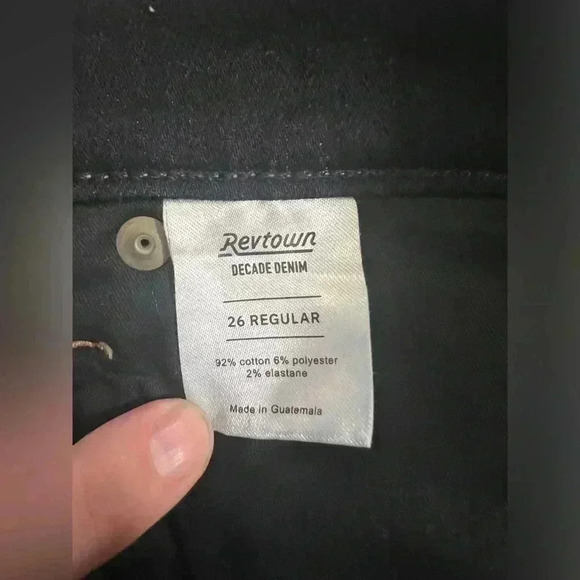 Revtown
DECADE DENIM
26 REGULAR
92% cotton 6% polyester
2% elastane
Made in Guatemala